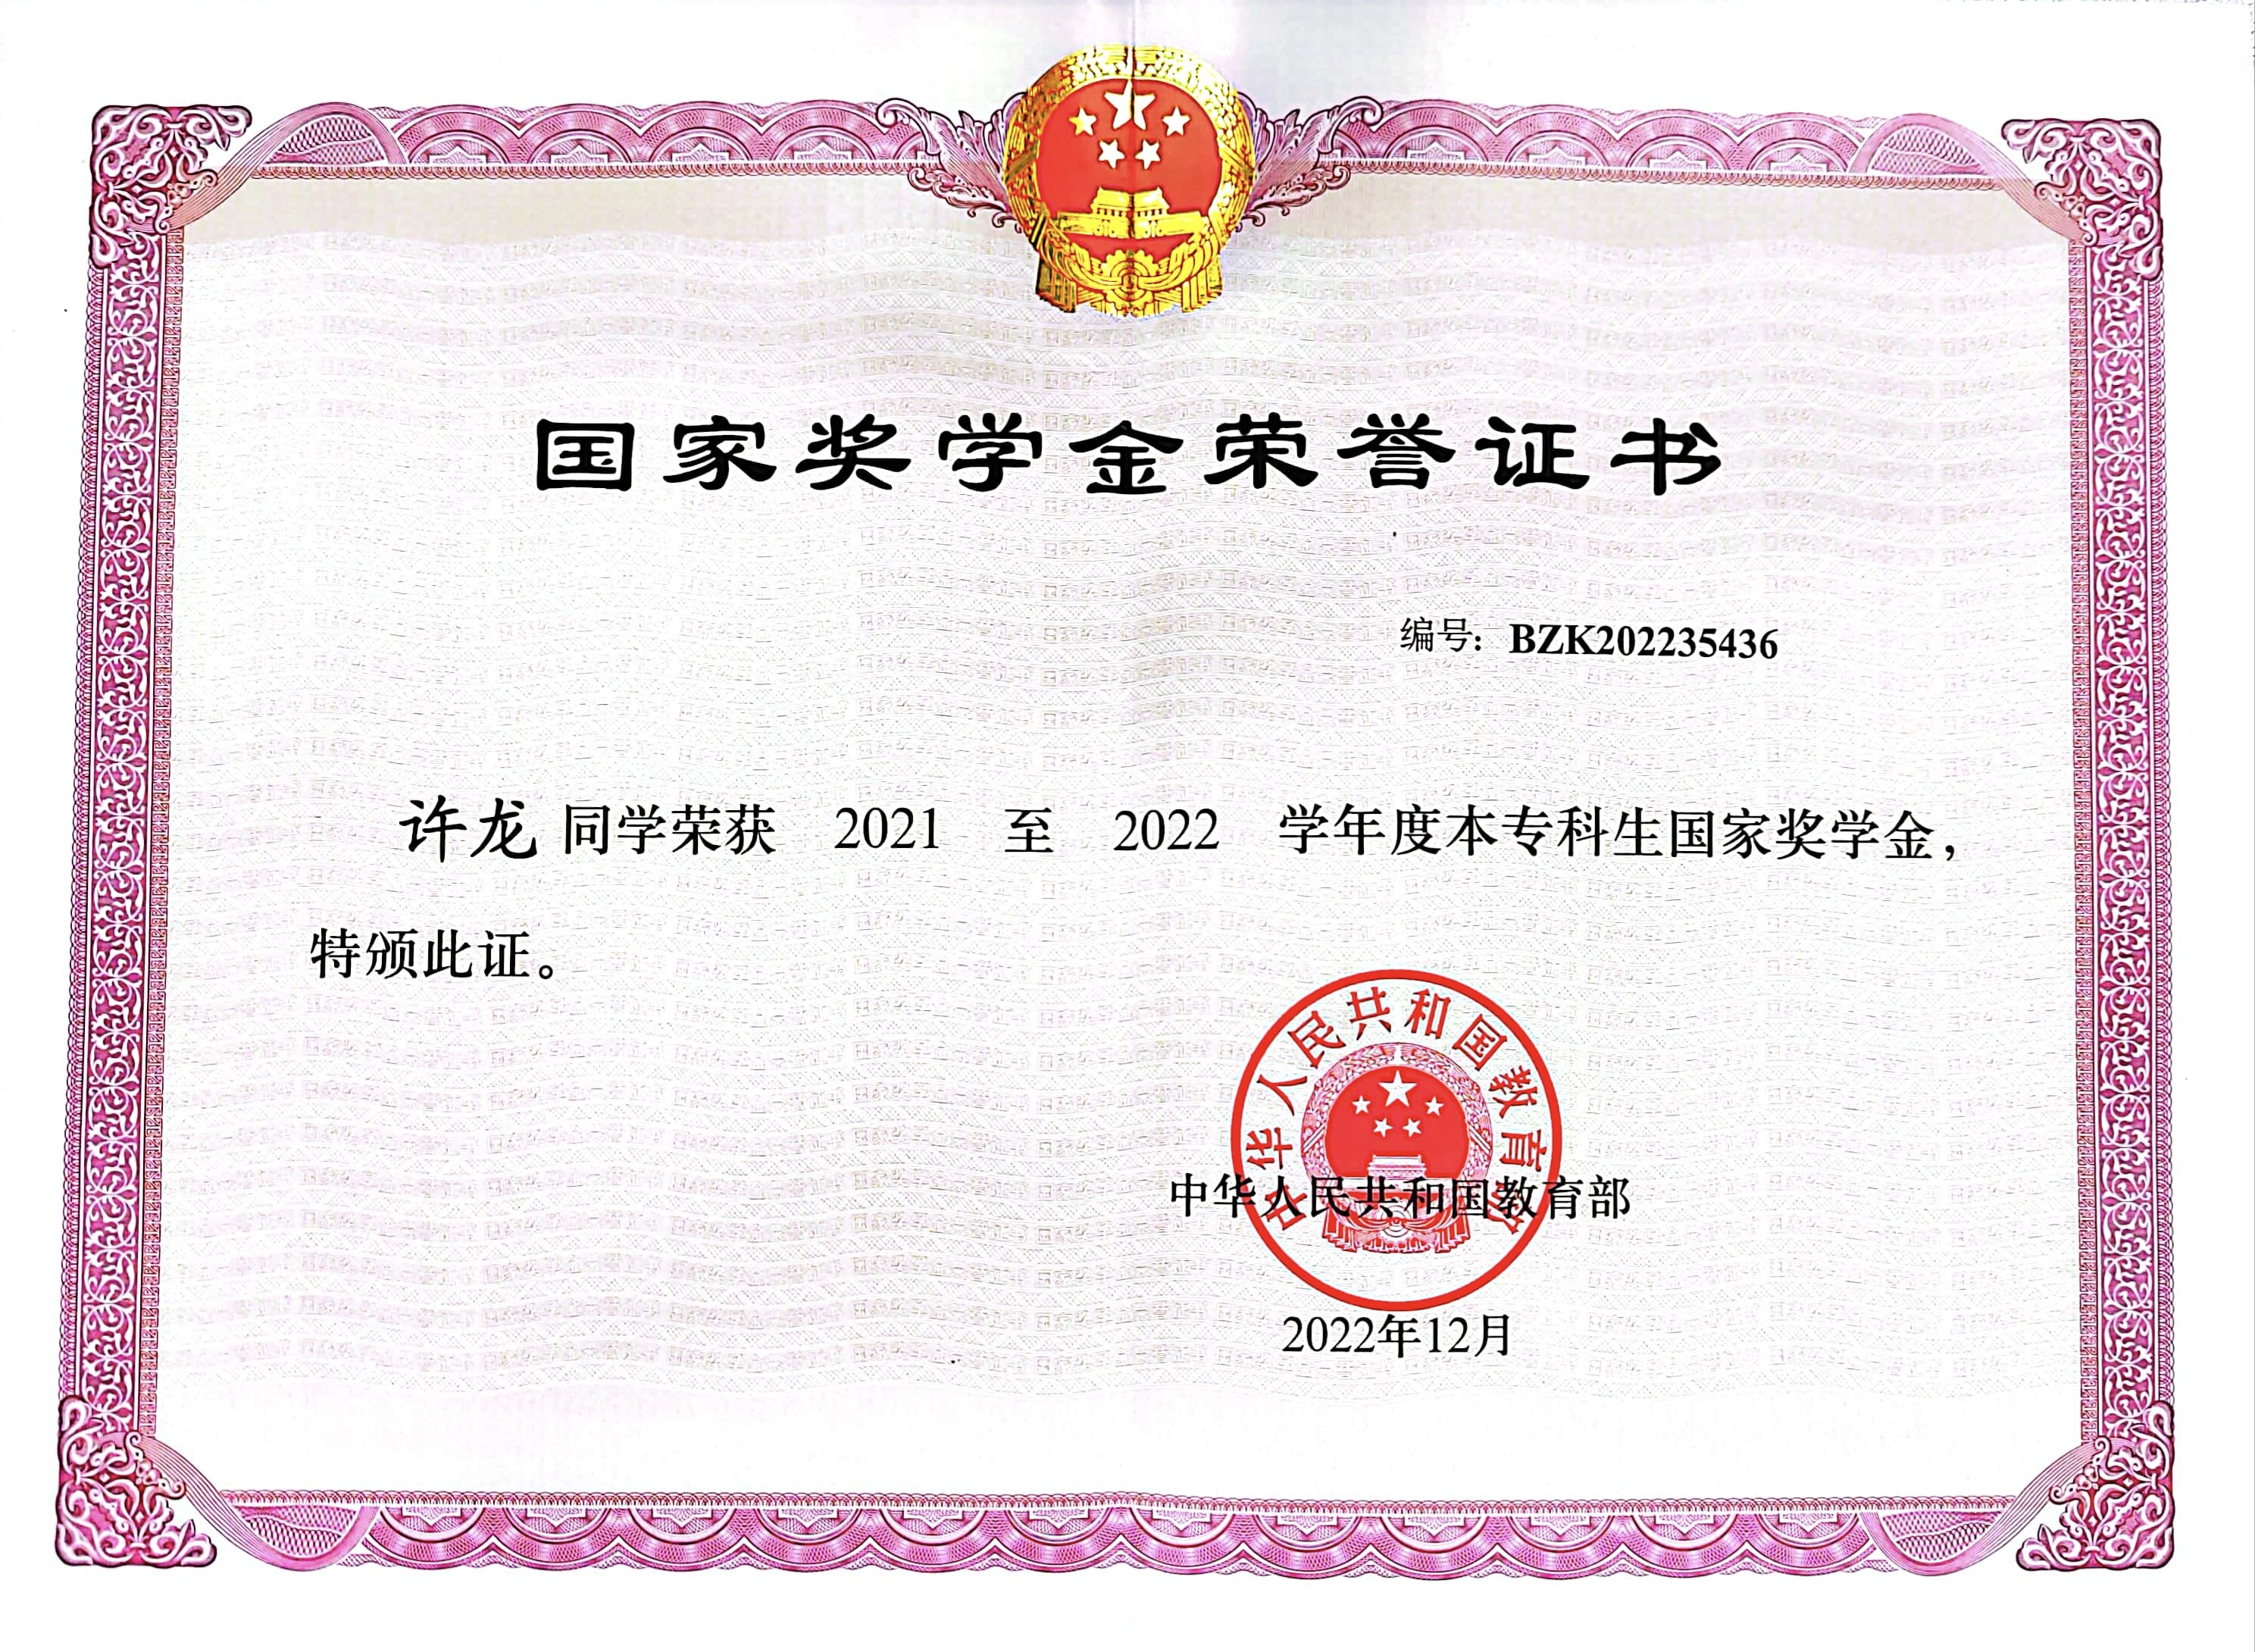 国家奖学金荣誉证书
编号：BZK202235436
许龙 同学荣获 2021 至 2022 学年度本专科生国家奖学金，
特颁此证。
中华人民共和国教育部
中华人民共和国教育部
2022年12月